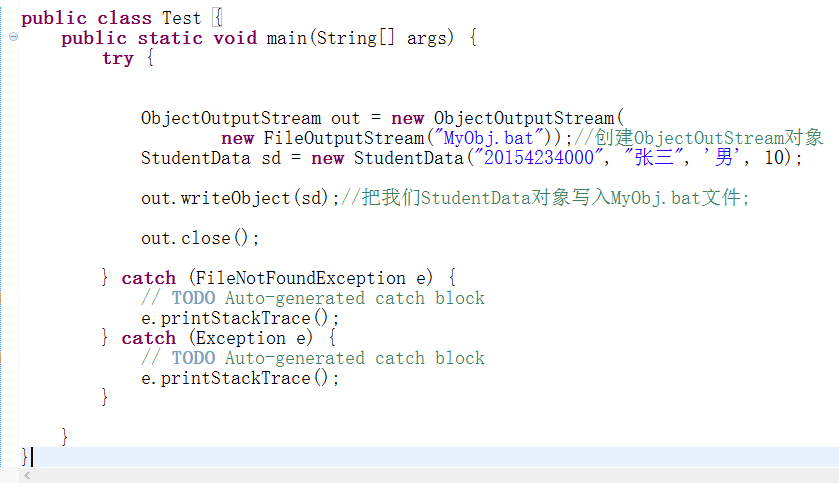 public class Test {
public static void main(String[] args) {
try {
ObjectOutputStream out = new ObjectOutputStream(
new FileOutputStream("MyObj.bat"));//创建ObjectOutStream对象
StudentData sd = new StudentData("20154234000", "张三", '男', 10);
out.writeObject(sd);//把我们StudentData对象写入MyObj.bat文件;
out.close();
} catch (FileNotFoundException e) {
// TODO Auto-generated catch block
e.printStackTrace();
} catch (Exception e) {
// TODO Auto-generated catch block
e.printStackTrace();
}
}
}